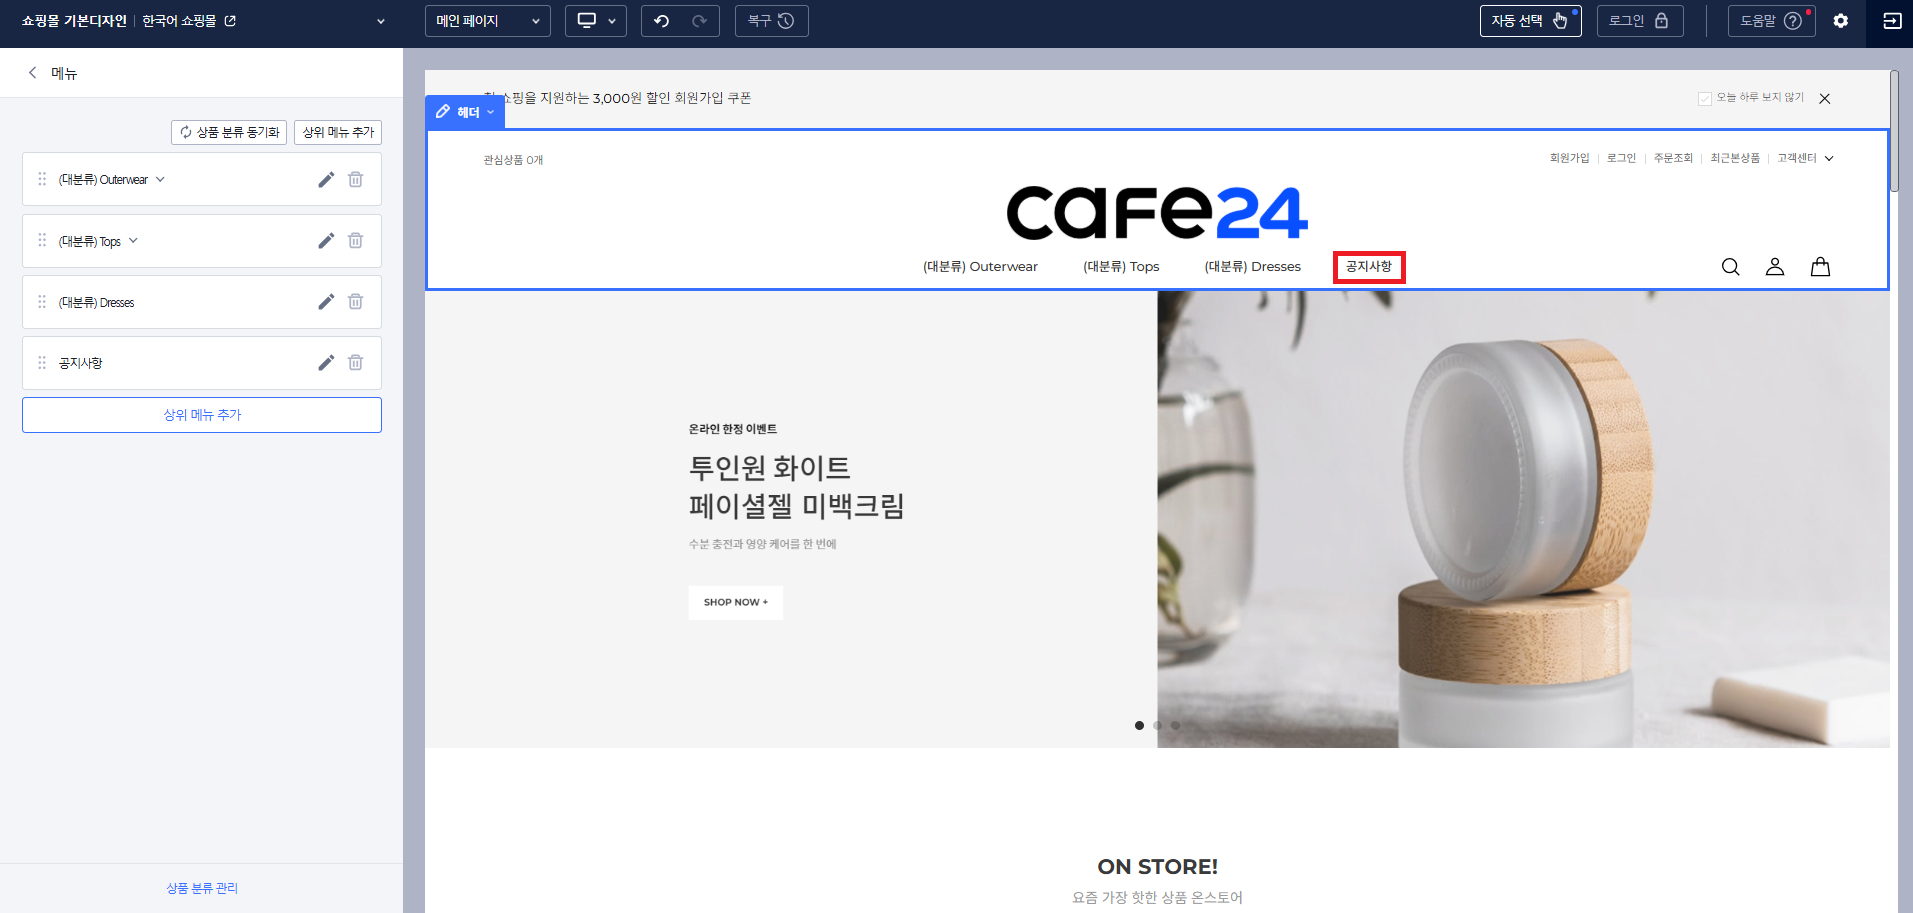 쇼핑몰 기본디자인 | 한국어 쇼핑몰
메인 페이지
복구
자동 선택
로그인
도움말
메뉴
상품 분류 동기화
상위 메뉴 추가
(대분류) Outerwear
(대분류) Tops
(대분류) Dresses
공지사항
상위 메뉴 추가
상품 분류 관리
쇼핑을 지원하는 3,000원 할인 회원가입 쿠폰
오늘 하루 보지 않기
헤더
관심상품 0개
회원가입 | 로그인 | 주문조회 | 최근본상품 | 고객센터
cafe24
(대분류) Outerwear
(대분류) Tops
(대분류) Dresses
공지사항
온라인 한정 이벤트
투인원 화이트
페이셜젤 미백크림
수분 충전과 영양 케어를 한 번에
SHOP NOW +
ON STORE!
요즘 가장 핫한 상품 온스토어